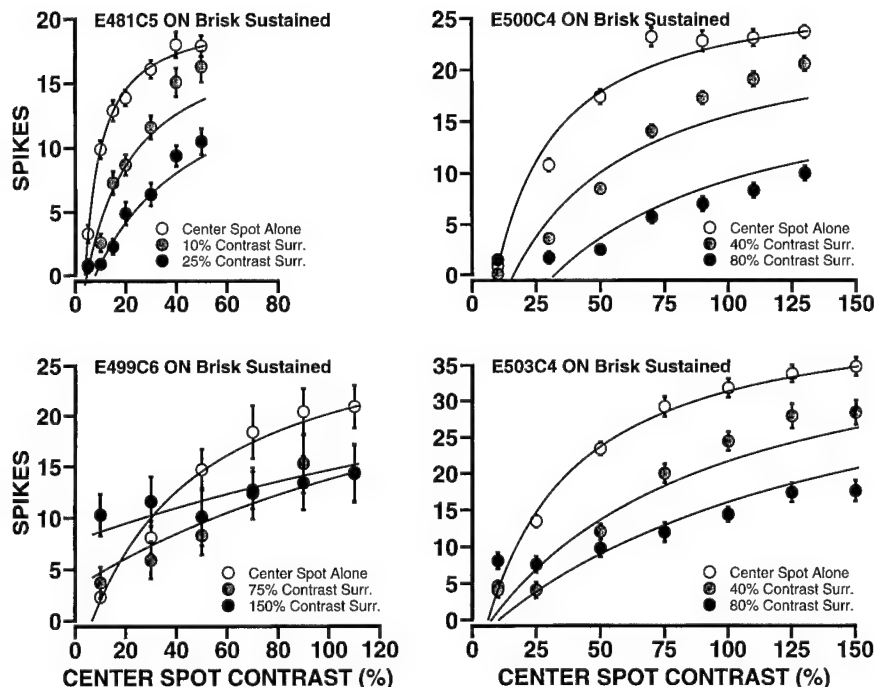 E481C5 ON Brisk Sustained
20
15
10
5
0
SPIKES
Center Spot Alone
10% Contrast Surr.
25% Contrast Surr.
20 40 60 80
E500C4 ON Brisk Sustained
25
20
15
10
5
0
Center Spot Alone
40% Contrast Surr.
80% Contrast Surr.
0 25 50 75 100 125 150
E499C6 ON Brisk Sustained
25
20
15
10
5
0
SPIKES
Center Spot Alone
75% Contrast Surr.
150% Contrast Surr.
0 20 40 60 80 100 120
CENTER SPOT CONTRAST (%)
E503C4 ON Brisk Sustained
35
30
25
20
15
10
5
0
Center Spot Alone
40% Contrast Surr.
80% Contrast Surr.
0 25 50 75 100 125 150
CENTER SPOT CONTRAST (%)